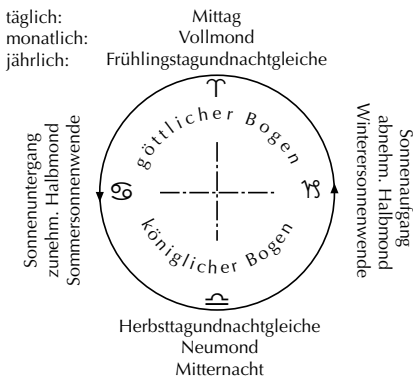 täglich: Mittag
monatlich: Vollmond
jährlich: Frühlingstagundnachtgleiche
♈
göttlicher Bogen
Sonnenuntergang
zunehm. Halbmond
Sommersonnenwende
♋
♑
Sonnenaufgang
abnehm. Halbmond
Winterersonnenwende
königlicher Bogen
♎
Herbsttagundnachtgleiche
Neumond
Mitternacht